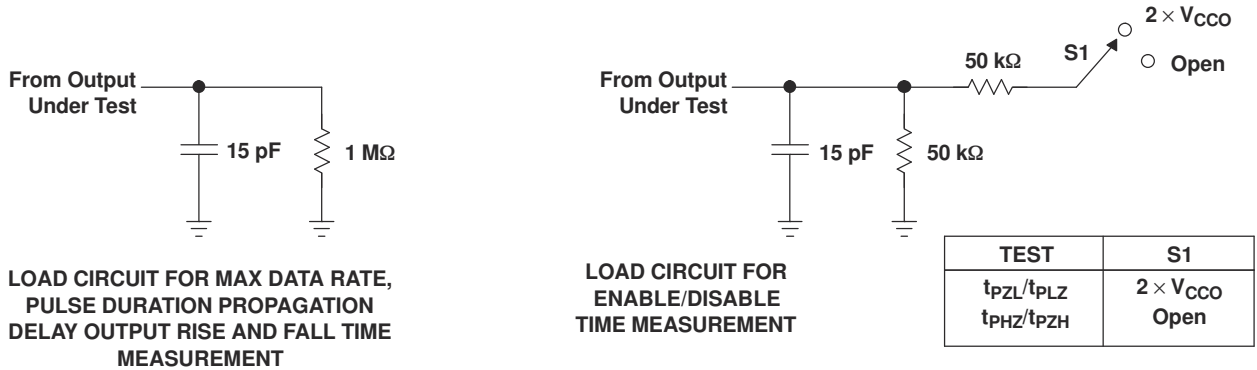 From Output
Under Test
15 pF
1 MΩ
LOAD CIRCUIT FOR MAX DATA RATE,
PULSE DURATION PROPAGATION
DELAY OUTPUT RISE AND FALL TIME
MEASUREMENT
From Output
Under Test
15 pF
50 kΩ
50 kΩ
S1
2 × VCCO
Open
LOAD CIRCUIT FOR
ENABLE/DISABLE
TIME MEASUREMENT
TEST S1
tPZL/tPLZ 2 × VCCO
tPHZ/tPZH Open